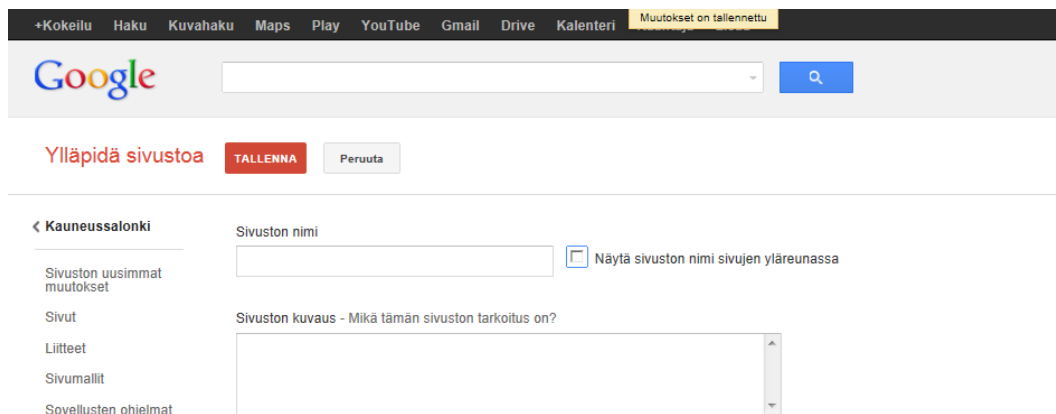 +Kokeilu Haku Kuvahaku Maps Play YouTube Gmail Drive Kalenteri
Muutokset on tallennettu
Google
Ylläpidä sivustoa TALLENNA Peruuta
Kauneussalonki
Sivuston nimi
Näytä sivuston nimi sivujen yläreunassa
Sivuston uusimmat
muutokset
Sivut
Sivuston kuvaus - Mikä tämän sivuston tarkoitus on?
Liitteet
Sivumallit
Sovellusten ohjelmat